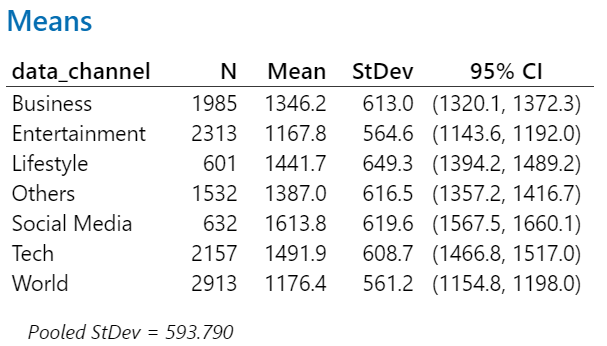 Means
data_channel N Mean StDev 95% CI
Business 1985 1346.2 613.0 (1320.1, 1372.3)
Entertainment 2313 1167.8 564.6 (1143.6, 1192.0)
Lifestyle 601 1441.7 649.3 (1394.2, 1489.2)
Others 1532 1387.0 616.5 (1357.2, 1416.7)
Social Media 632 1613.8 619.6 (1567.5, 1660.1)
Tech 2157 1491.9 608.7 (1466.8, 1517.0)
World 2913 1176.4 561.2 (1154.8, 1198.0)
Pooled StDev = 593.790